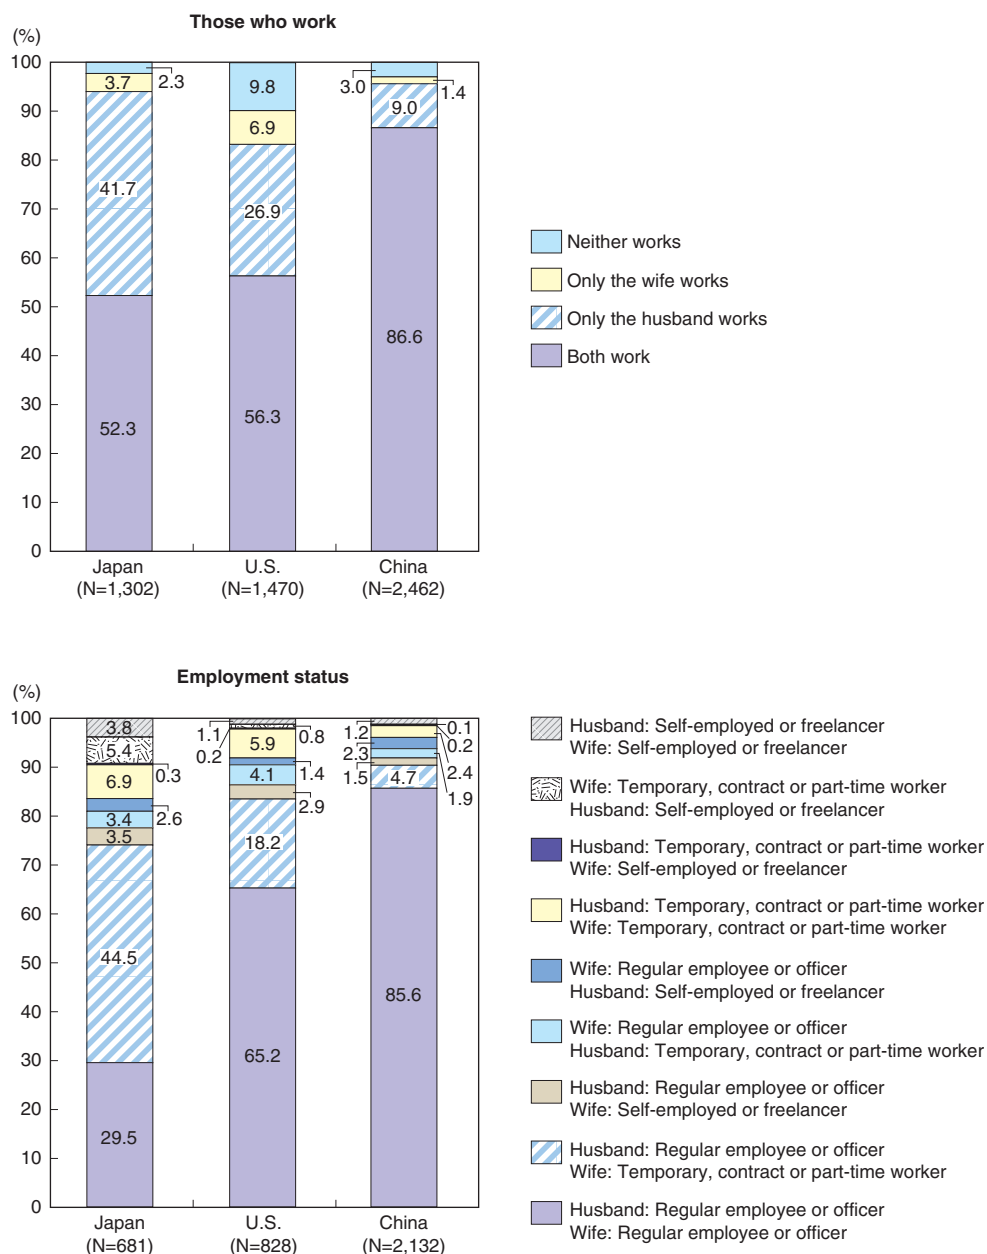 Those who work
(%)
100
90
80
70
60
50
40
30
20
10
0
2.3
3.7
41.7
52.3
9.8
6.9
26.9
56.3
3.0
1.4
9.0
86.6
Japan
(N=1,302)
U.S.
(N=1,470)
China
(N=2,462)
Neither works
Only the wife works
Only the husband works
Both work
Employment status
(%)
100
90
80
70
60
50
40
30
20
10
0
3.8
5.4
0.3
6.9
2.6
3.4
3.5
44.5
29.5
1.1
0.8
0.2
5.9
1.4
4.1
2.9
18.2
65.2
1.2
0.1
0.2
2.4
2.3
1.9
1.5
4.7
85.6
Japan
(N=681)
U.S.
(N=828)
China
(N=2,132)
Husband: Self-employed or freelancer
Wife: Self-employed or freelancer
Wife: Temporary, contract or part-time worker
Husband: Self-employed or freelancer
Husband: Temporary, contract or part-time worker
Wife: Self-employed or freelancer
Husband: Temporary, contract or part-time worker
Wife: Temporary, contract or part-time worker
Wife: Regular employee or officer
Husband: Self-employed or freelancer
Wife: Regular employee or officer
Husband: Temporary, contract or part-time worker
Husband: Regular employee or officer
Wife: Self-employed or freelancer
Husband: Regular employee or officer
Wife: Temporary, contract or part-time worker
Husband: Regular employee or officer
Wife: Regular employee or officer